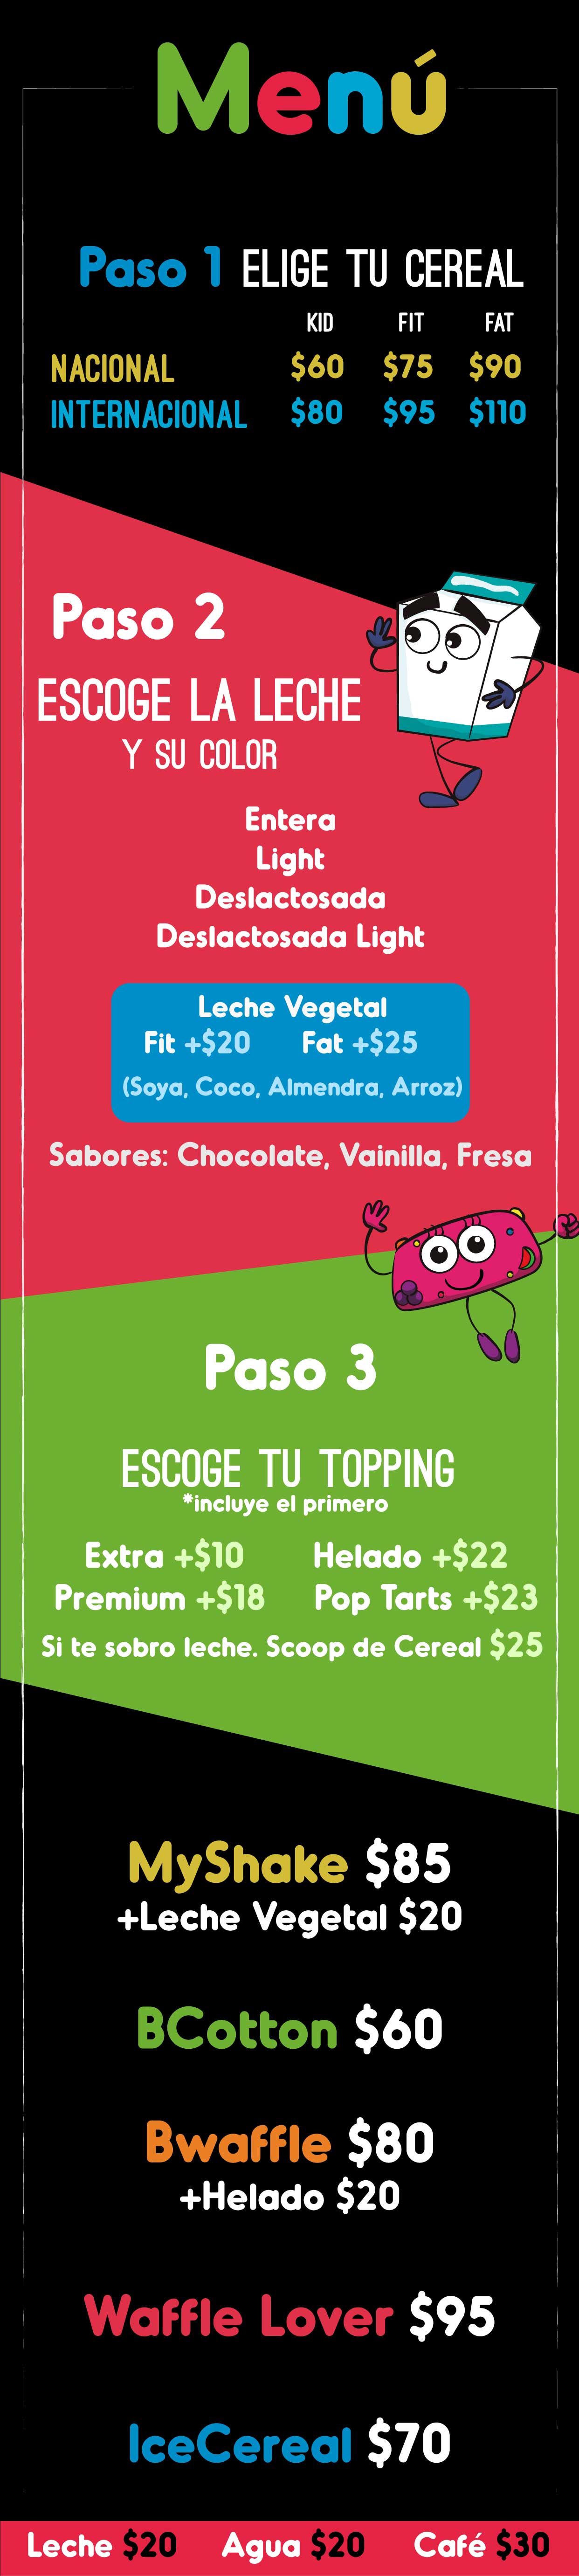 Menú
Paso 1 ELIGE TU CEREAL
KID FIT FAT
NACIONAL $60 $75 $90
INTERNACIONAL $80 $95 $110
Paso 2
ESCOGE LA LECHE
Y SU COLOR
Entera
Light
Deslactosada
Deslactosada Light
Leche Vegetal
Fit +$20 Fat +$25
(Soya, Coco, Almendra, Arroz)
Sabores: Chocolate, Vainilla, Fresa
Paso 3
ESCOGE TU TOPPING
*incluye el primero
Extra +$10 Helado +$22
Premium +$18 Pop Tarts +$23
Si te sobro leche. Scoop de Cereal $25
MyShake $85
+Leche Vegetal $20
BCotton $60
Bwaffle $80
+Helado $20
Waffle Lover $95
IceCereal $70
Leche $20 Agua $20 Café $30